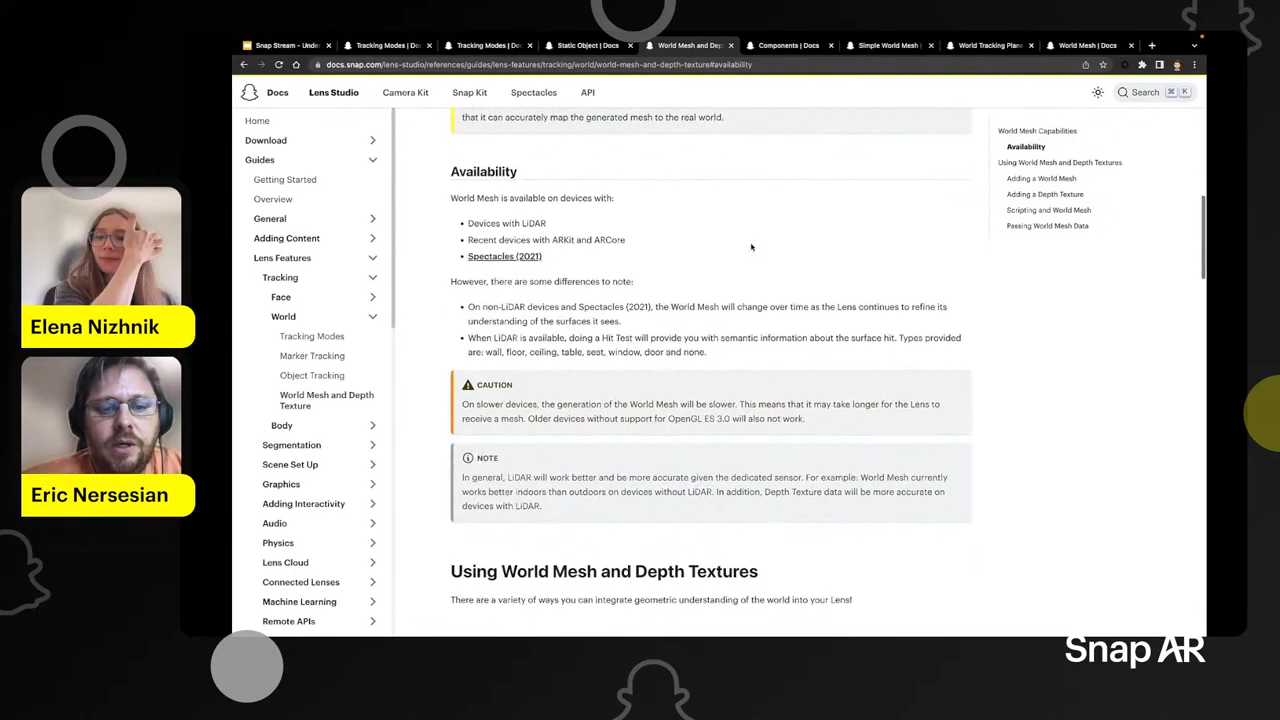 Snap Stream - Unde
Tracking Modes | Doc
Tracking Modes | Doc
Static Object | Docs
World Mesh and Dep
Components | Docs
Simple World Mesh |
World Tracking Plane
World Mesh | Docs
docs.snap.com/lens-studio/references/guides/lens-features/tracking/world/world-mesh-and-depth-texture#availability
Docs
Lens Studio
Camera Kit
Snap Kit
Spectacles
API
Search
⌘
K
Home
Download
Guides
Getting Started
Overview
General
Adding Content
Lens Features
Tracking
Face
World
Tracking Modes
Marker Tracking
Object Tracking
World Mesh and Depth
Texture
Body
Segmentation
Scene Set Up
Graphics
Adding Interactivity
Audio
Physics
Lens Cloud
Connected Lenses
Machine Learning
Remote APIs
that it can accurately map the generated mesh to the real world.
Availability
World Mesh is available on devices with:
• Devices with LiDAR
• Recent devices with ARKit and ARCore
• Spectacles (2021)
However, there are some differences to note:
• On non-LiDAR devices and Spectacles (2021), the World Mesh will change over time as the Lens continues to refine its
understanding of the surfaces it sees.
• When LiDAR is available, doing a Hit Test will provide you with semantic information about the surface hit. Types provided
are: wall, floor, ceiling, table, seat, window, door and none.
CAUTION
On slower devices, the generation of the World Mesh will be slower. This means that it may take longer for the Lens to
receive a mesh. Older devices without support for OpenGL ES 3.0 will also not work.
NOTE
In general, LiDAR will work better and be more accurate given the dedicated sensor. For example: World Mesh currently
works better indoors than outdoors on devices without LiDAR. In addition, Depth Texture data will be more accurate on
devices with LiDAR.
Using World Mesh and Depth Textures
There are a variety of ways you can integrate geometric understanding of the world into your Lens!
World Mesh Capabilities
Availability
Using World Mesh and Depth Textures
Adding a World Mesh
Adding a Depth Texture
Scripting and World Mesh
Passing World Mesh Data
Elena Nizhnik
Eric Nersesian
Snap AR